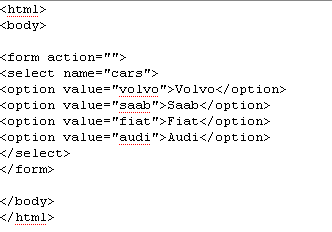 <html>
<body>
<form action="">
<select name="cars">
<option value="volvo">Volvo</option>
<option value="saab">Saab</option>
<option value="fiat">Fiat</option>
<option value="audi">Audi</option>
</select>
</form>
</body>
</html>